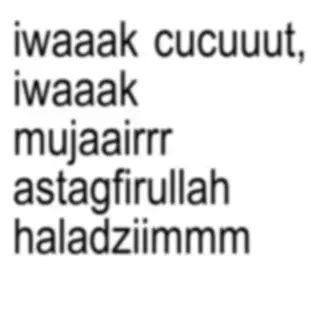 iwaaak cucuuut,
iwaaak
mujaairrr
astagfirullah
haladziimmm